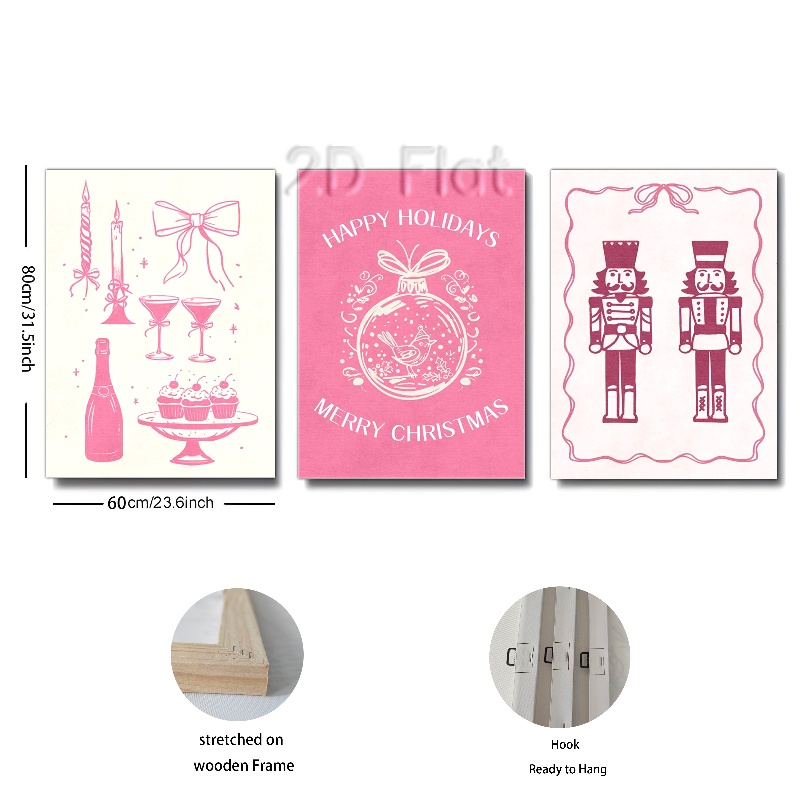 2D Flat
HAPPY HOLIDAYS
MERRY CHRISTMAS
80cm/31.5inch
60cm/23.6inch
stretched on
wooden Frame
Hook
Ready to Hang